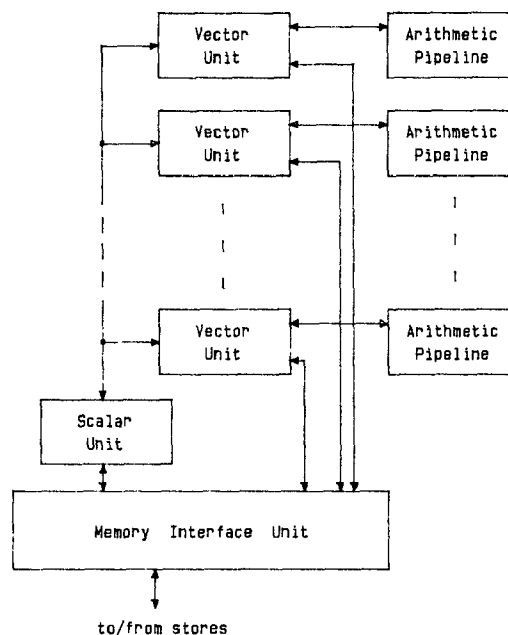 Vector
Unit
Arithmetic
Pipeline
Vector
Unit
Arithmetic
Pipeline
Vector
Unit
Arithmetic
Pipeline
Scalar
Unit
Memory Interface Unit
to/from stores